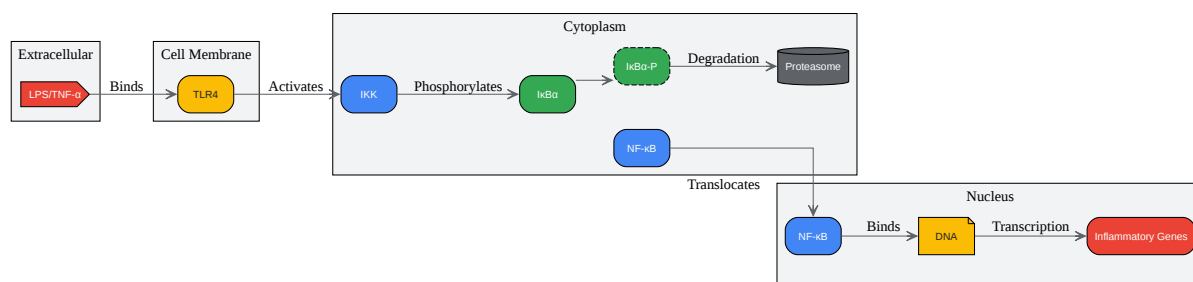 Cytoplasm
Extracellular
Cell Membrane
IκBα-P
Degradation
Proteasome
LPS/TNF-α
Binds
TLR4
Activates
IKK
Phosphorylates
IκBα
NF-κB
Translocates
Nucleus
NF-κB
Binds
DNA
Transcription
Inflammatory Genes